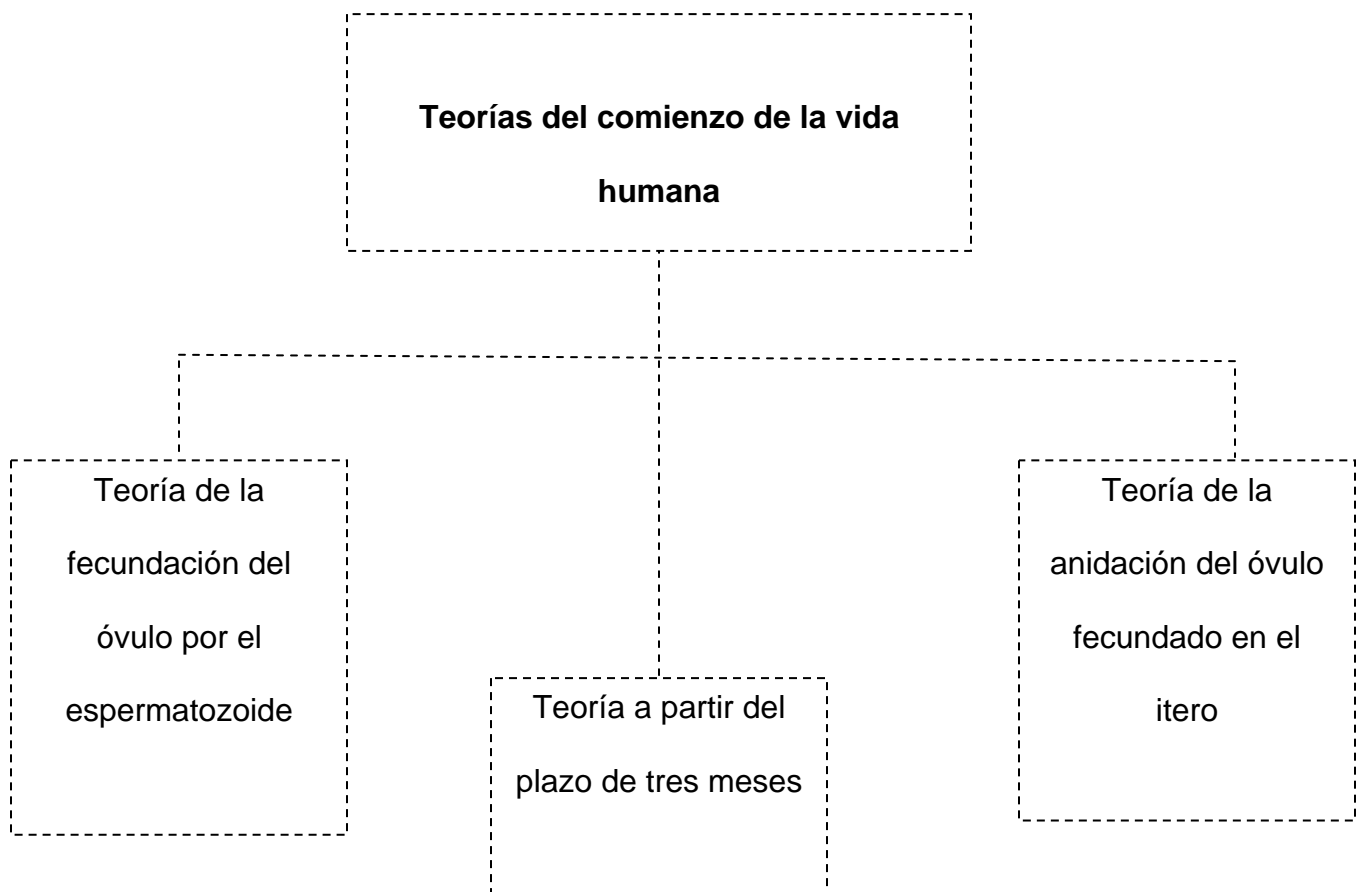 Teorías del comienzo de la vida
humana
Teoría de la
fecundación del
óvulo por el
espermatozoide
Teoría a partir del
plazo de tres meses
Teoría de la
anidación del óvulo
fecundado en el
itero